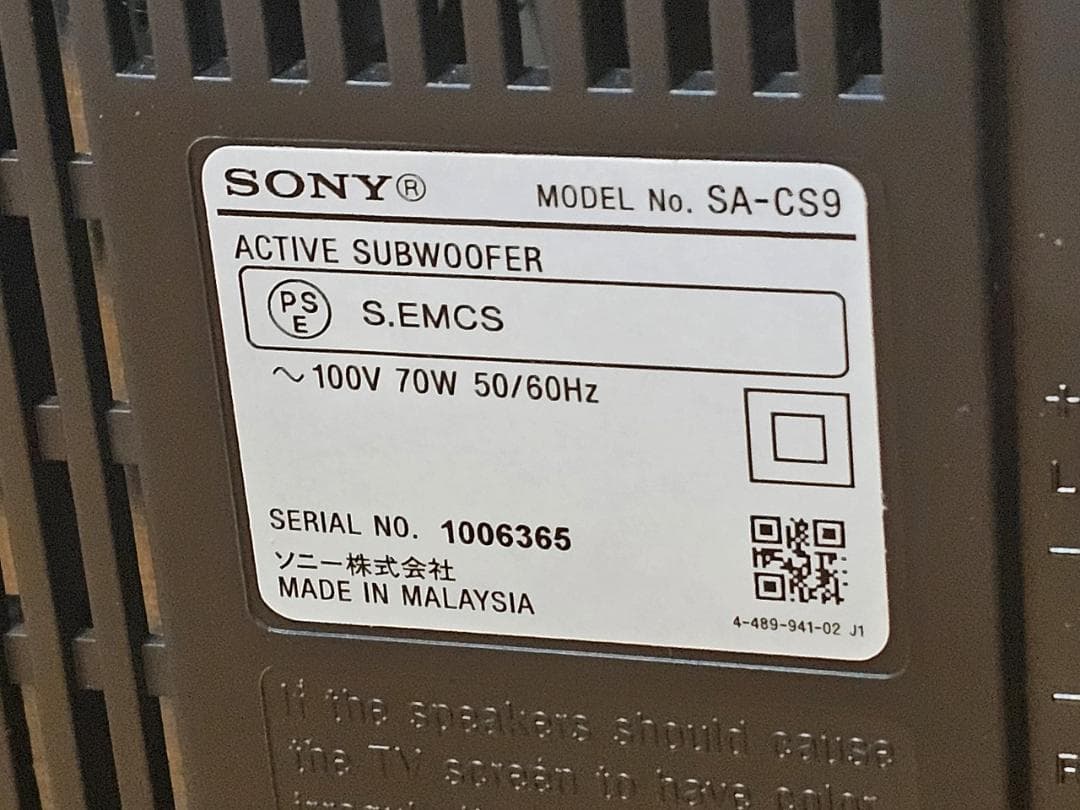 SONY® MODEL No. SA-CS9
ACTIVE SUBWOOFER
PSE S.EMCS
～100V 70W 50/60Hz
SERIAL NO. 1006365
ソニー株式会社
MADE IN MALAYSIA
4-489-941-02 J1
If the speakers should cause
the TV screen to have color
+
L
−
−